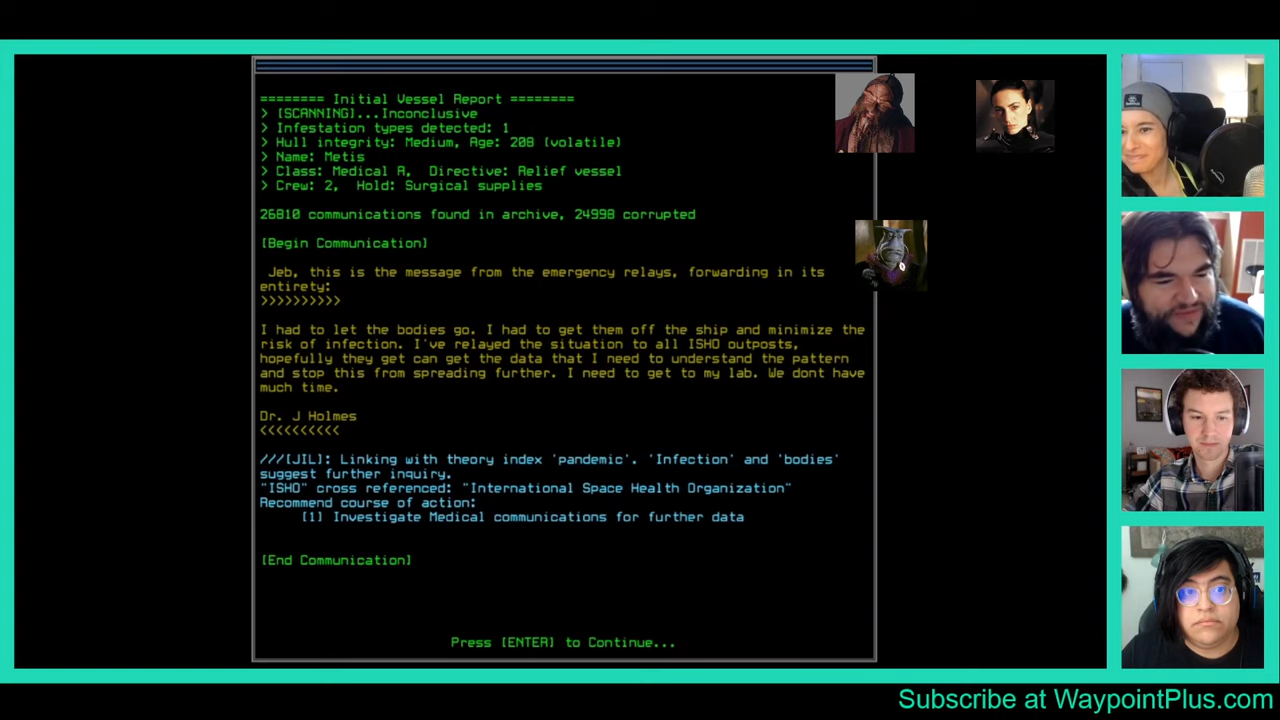 ======== Initial Vessel Report ========
> [SCANNING]...Inconclusive
> Infestation types detected: 1
> Hull integrity: Medium, Age: 208 (volatile)
> Name: Metis
> Class: Medical A, Directive: Relief vessel
> Crew: 2, Hold: Surgical supplies
26810 communications found in archive, 24998 corrupted
[Begin Communication]
Jeb, this is the message from the emergency relays, forwarding in its
entirety:
>>>>>>>>>>
I had to let the bodies go. I had to get them off the ship and minimize the
risk of infection. I've relayed the situation to all ISHO outposts,
hopefully they get can get the data that I need to understand the pattern
and stop this from spreading further. I need to get to my lab. We dont have
much time.
Dr. J Holmes
<<<<<<<<<<
///[JIL]: Linking with theory index 'pandemic'. 'Infection' and 'bodies'
suggest further inquiry.
"ISHO" cross referenced: "International Space Health Organization"
Recommend course of action:
[1] Investigate Medical communications for further data
[End Communication]
Press [ENTER] to Continue...
Subscribe at WaypointPlus.com